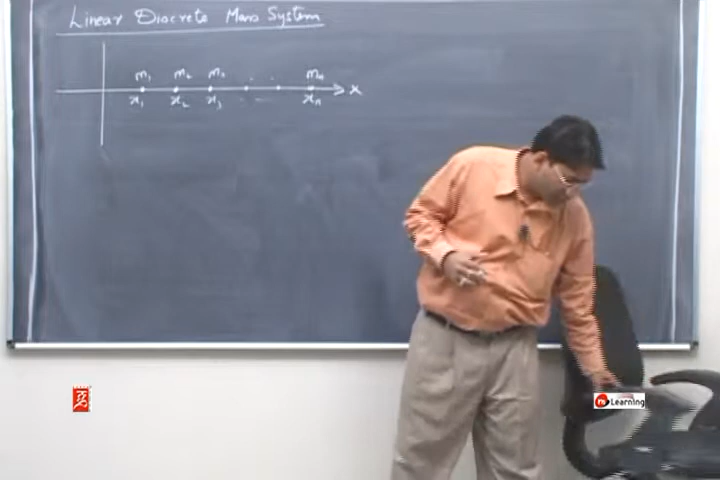 Linear Discrete Mass System
m₁ m₂ m₃ . . mₙ
x₁ x₂ x₃ xₙ x
Learning